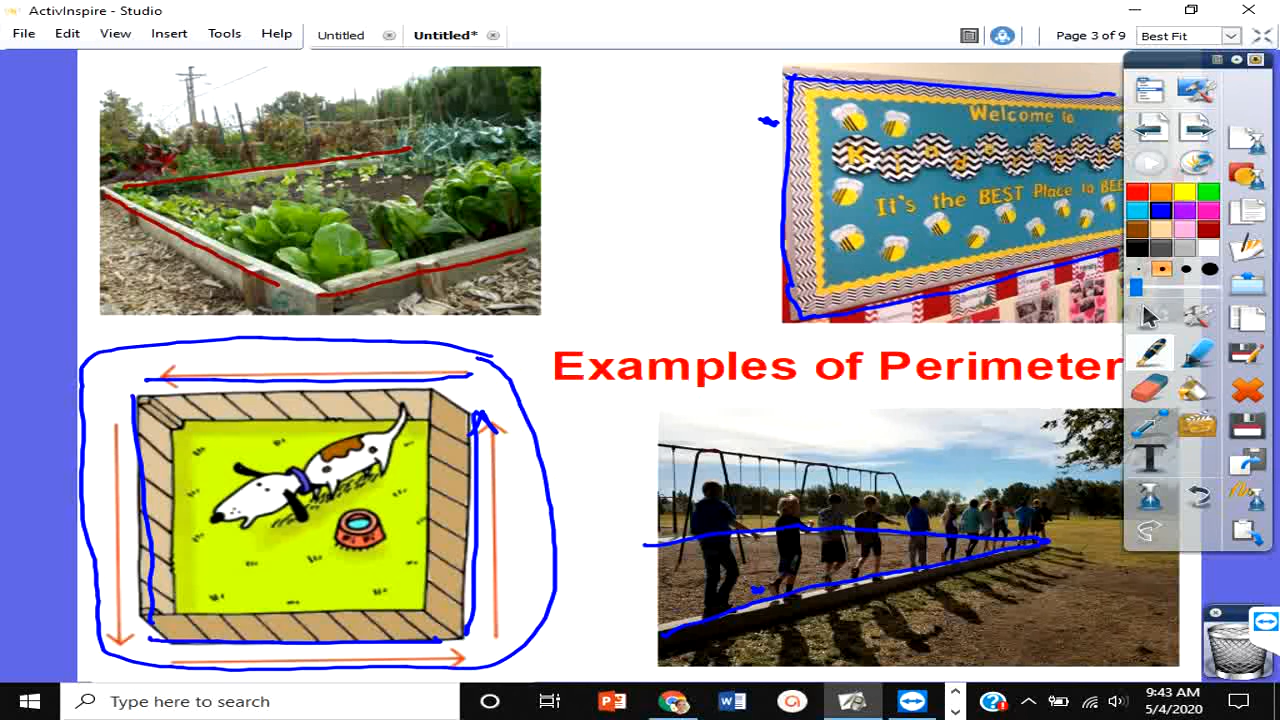 ActivInspire - Studio
File Edit View Insert Tools Help Untitled Untitled* Page 3 of 9 Best Fit
Welcome to
It's the BEST Place to BEE
Examples of Perimeter
T
Type here to search
9:43 AM
5/4/2020